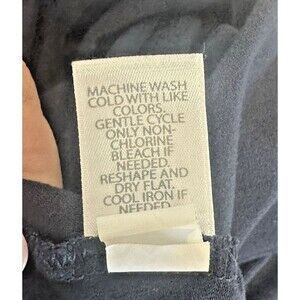 MACHINE WASH
COLD WITH LIKE
COLORS.
GENTLE CYCLE
ONLY NON-
CHLORINE
BLEACH IF
NEEDED.
RESHAPE AND
DRY FLAT.
COOL IRON IF
NEEDED